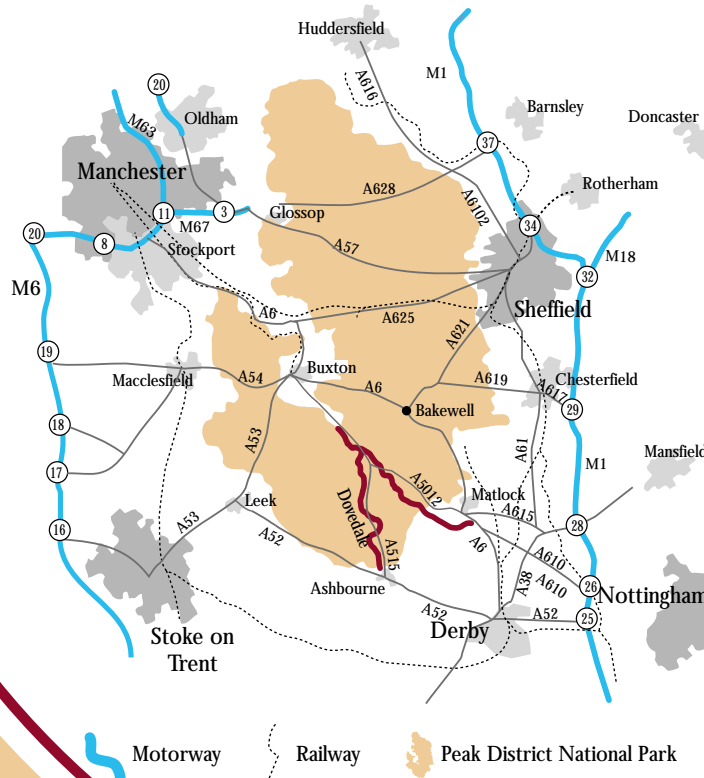 Huddersfield
M1
A616
20
Oldham
Barnsley
Doncaster
M63
37
Manchester
Rotherham
A628
A6102
11
3
Glossop
34
M67
20
8
Stockport
A57
M18
32
M6
Sheffield
A6
A625
A621
19
Buxton
Macclesfield
A54
A6
A619
Chesterfield
A617
29
Bakewell
18
A53
A61
M1
Mansfield
17
A5012
Matlock
Leek
Dovedale
A615
28
16
A53
A52
A515
A6
A610
A38
A610
26
Nottingham
Ashbourne
A52
A52
25
Derby
Stoke on
Trent
Motorway
Railway
Peak District National Park